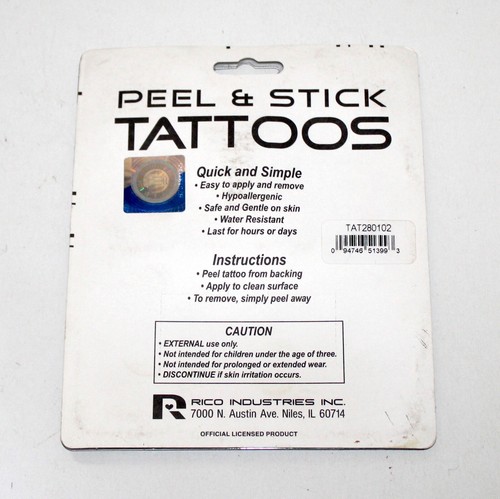 PEEL & STICK
TATTOOS
Quick and Simple
• Easy to apply and remove
• Hypoallergenic
• Safe and Gentle on skin
• Water Resistant
• Last for hours or days
TAT280102
0 94746 51399 3
Instructions
• Peel tattoo from backing
• Apply to clean surface
• To remove, simply peel away
CAUTION
• EXTERNAL use only.
• Not intended for children under the age of three.
• Not intended for prolonged or extended wear.
• DISCONTINUE if skin irritation occurs.
R RICO INDUSTRIES INC.
7000 N. Austin Ave. Niles, IL 60714
OFFICIAL LICENSED PRODUCT